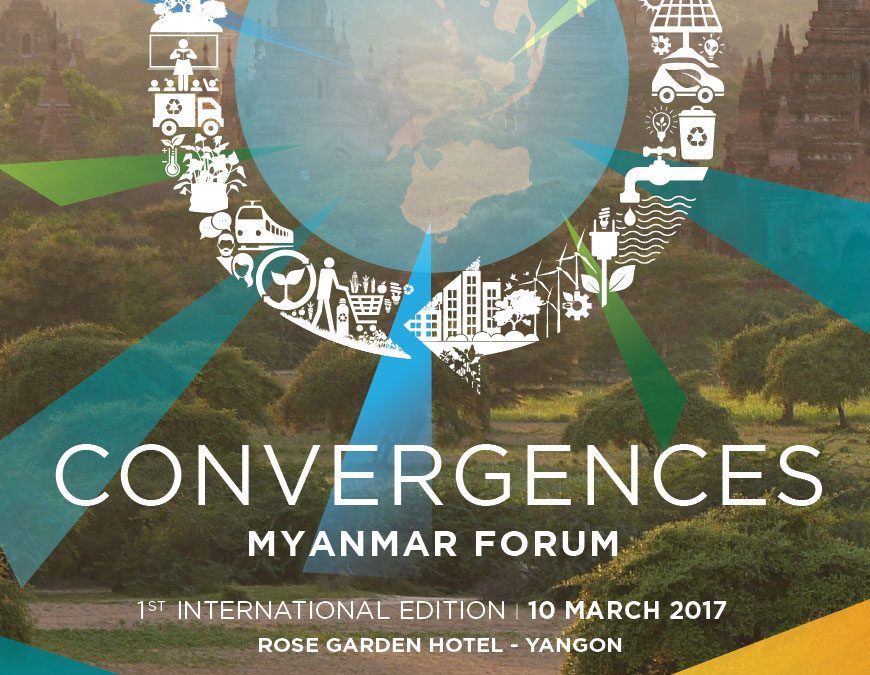 CONVERGENCES
MYANMAR FORUM
1ST INTERNATIONAL EDITION | 10 MARCH 2017
ROSE GARDEN HOTEL - YANGON